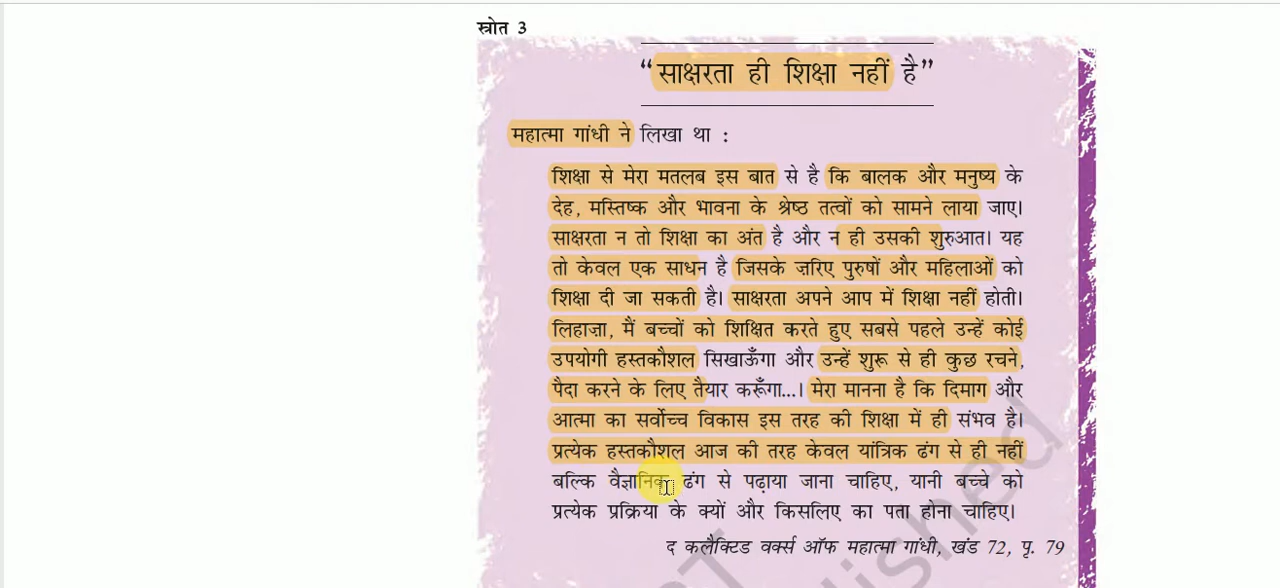 स्त्रोत 3
“साक्षरता ही शिक्षा नहीं है”
महात्मा गांधी ने लिखा था :
शिक्षा से मेरा मतलब इस बात से है कि बालक और मनुष्य के
देह, मस्तिष्क और भावना के श्रेष्ठ तत्वों को सामने लाया जाए।
साक्षरता न तो शिक्षा का अंत है और न ही उसकी शुरुआत। यह
तो केवल एक साधन है जिसके ज़रिए पुरुषों और महिलाओं को
शिक्षा दी जा सकती है। साक्षरता अपने आप में शिक्षा नहीं होती।
लिहाज़ा, मैं बच्चों को शिक्षित करते हुए सबसे पहले उन्हें कोई
उपयोगी हस्तकौशल सिखाऊँगा और उन्हें शुरू से ही कुछ रचने,
पैदा करने के लिए तैयार करूँगा...। मेरा मानना है कि दिमाग और
आत्मा का सर्वोच्च विकास इस तरह की शिक्षा में ही संभव है।
प्रत्येक हस्तकौशल आज की तरह केवल यांत्रिक ढंग से ही नहीं
बल्कि वैज्ञानिक ढंग से पढ़ाया जाना चाहिए, यानी बच्चे को
प्रत्येक प्रक्रिया के क्यों और किसलिए का पता होना चाहिए।
द कलैक्टिड वर्क्स ऑफ महात्मा गांधी, खंड 72, पृ. 79